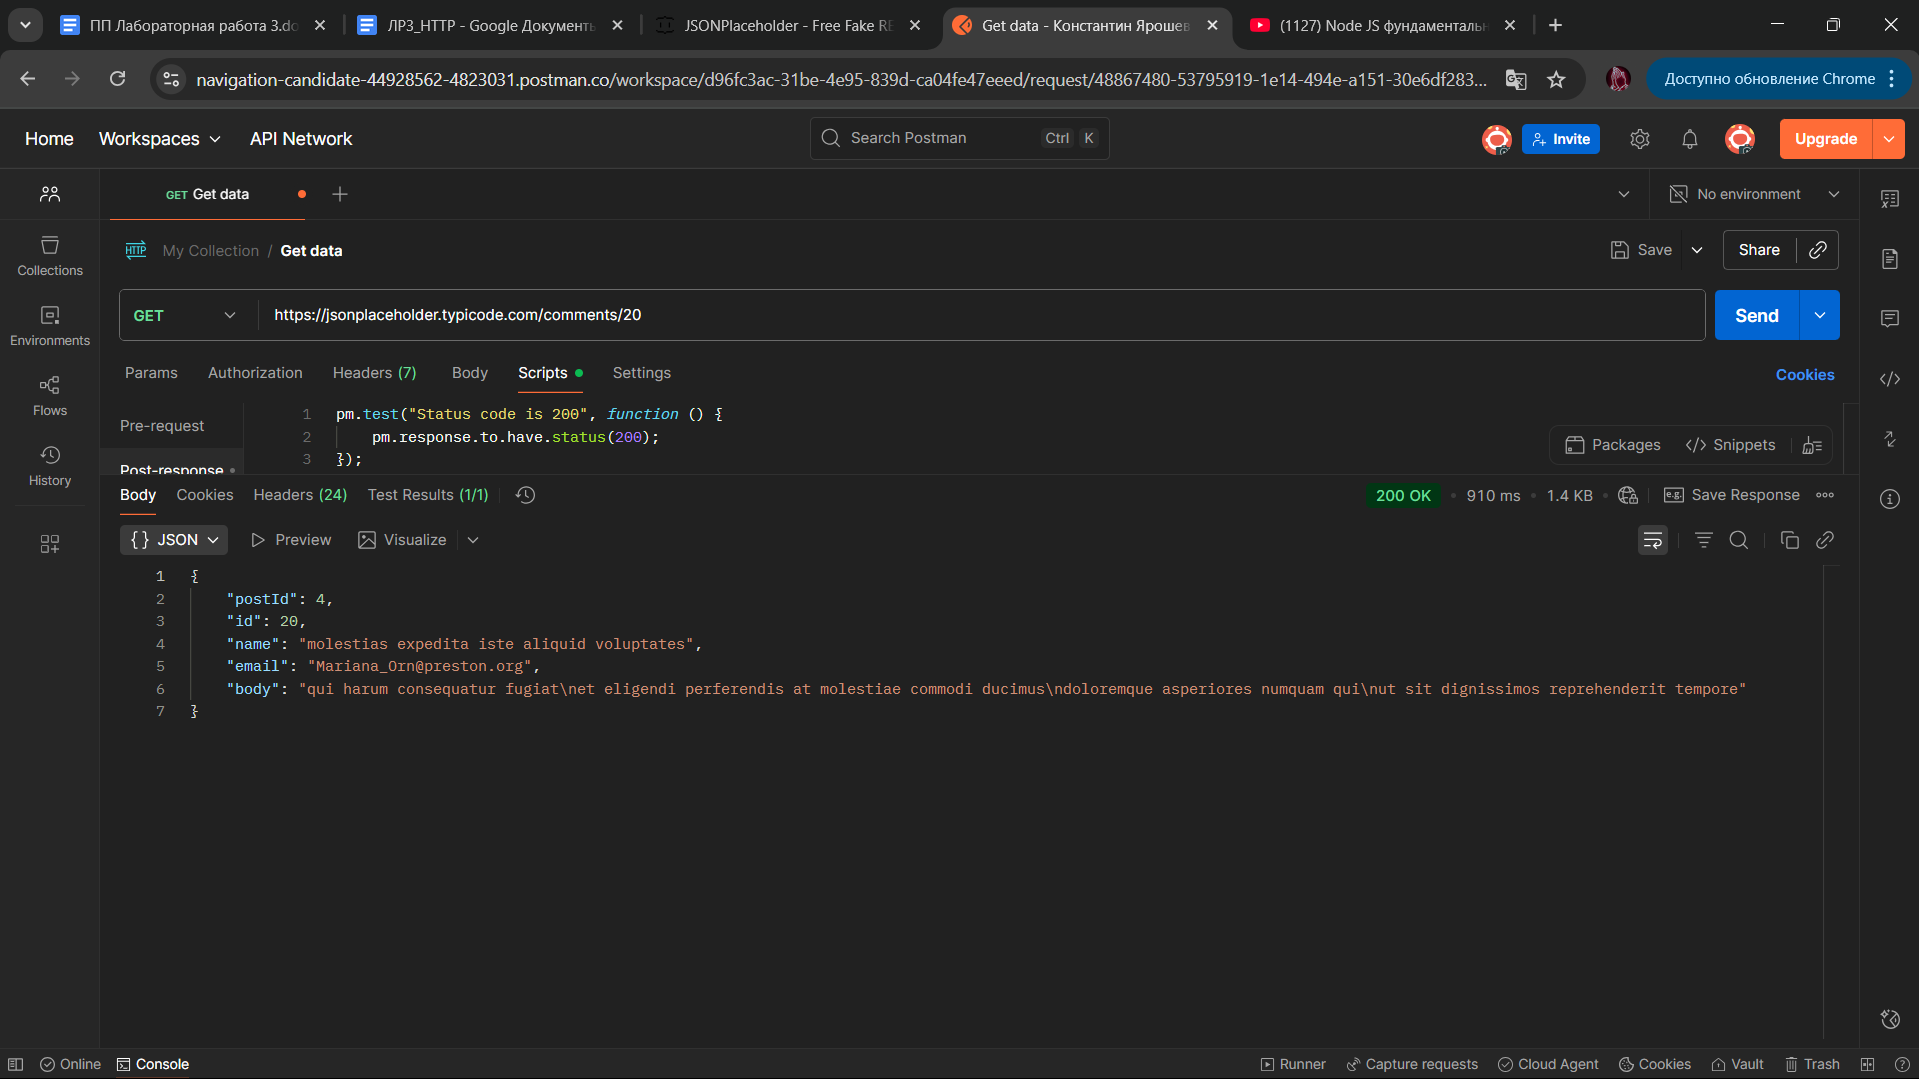 ПП Лабораторная работа 3.do
ЛР3_HTTP - Google Документы
JSONPlaceholder - Free Fake RE
Get data - Константин Ярошев
(1127) Node JS фундаменталь
navigation-candidate-44928562-4823031.postman.co/workspace/d96fc3ac-31be-4e95-839d-ca04fe47eeed/request/48867480-53795919-1e14-494e-a151-30e6df283...
Доступно обновление Chrome
Home
Workspaces
API Network
Search Postman
Ctrl K
Invite
Upgrade
GET Get data
No environment
HTTP My Collection / Get data
Save
Share
Collections
Environments
Flows
History
GET
https://jsonplaceholder.typicode.com/comments/20
Send
Params
Authorization
Headers (7)
Body
Scripts
Settings
Cookies
Pre-request
Post-response
1 pm.test("Status code is 200", function () {
2 pm.response.to.have.status(200);
3 });
Packages
Snippets
Body
Cookies
Headers (24)
Test Results (1/1)
200 OK
910 ms
1.4 KB
e.g. Save Response
{} JSON
Preview
Visualize
1 {
2 "postId": 4,
3 "id": 20,
4 "name": "molestias expedita iste aliquid voluptates",
5 "email": "Mariana_Orn@preston.org",
6 "body": "qui harum consequatur fugiat\net eligendi perferendis at molestiae commodi ducimus\ndoloremque asperiores numquam qui\nut sit dignissimos reprehenderit tempore"
7 }
Online
Console
Runner
Capture requests
Cloud Agent
Cookies
Vault
Trash